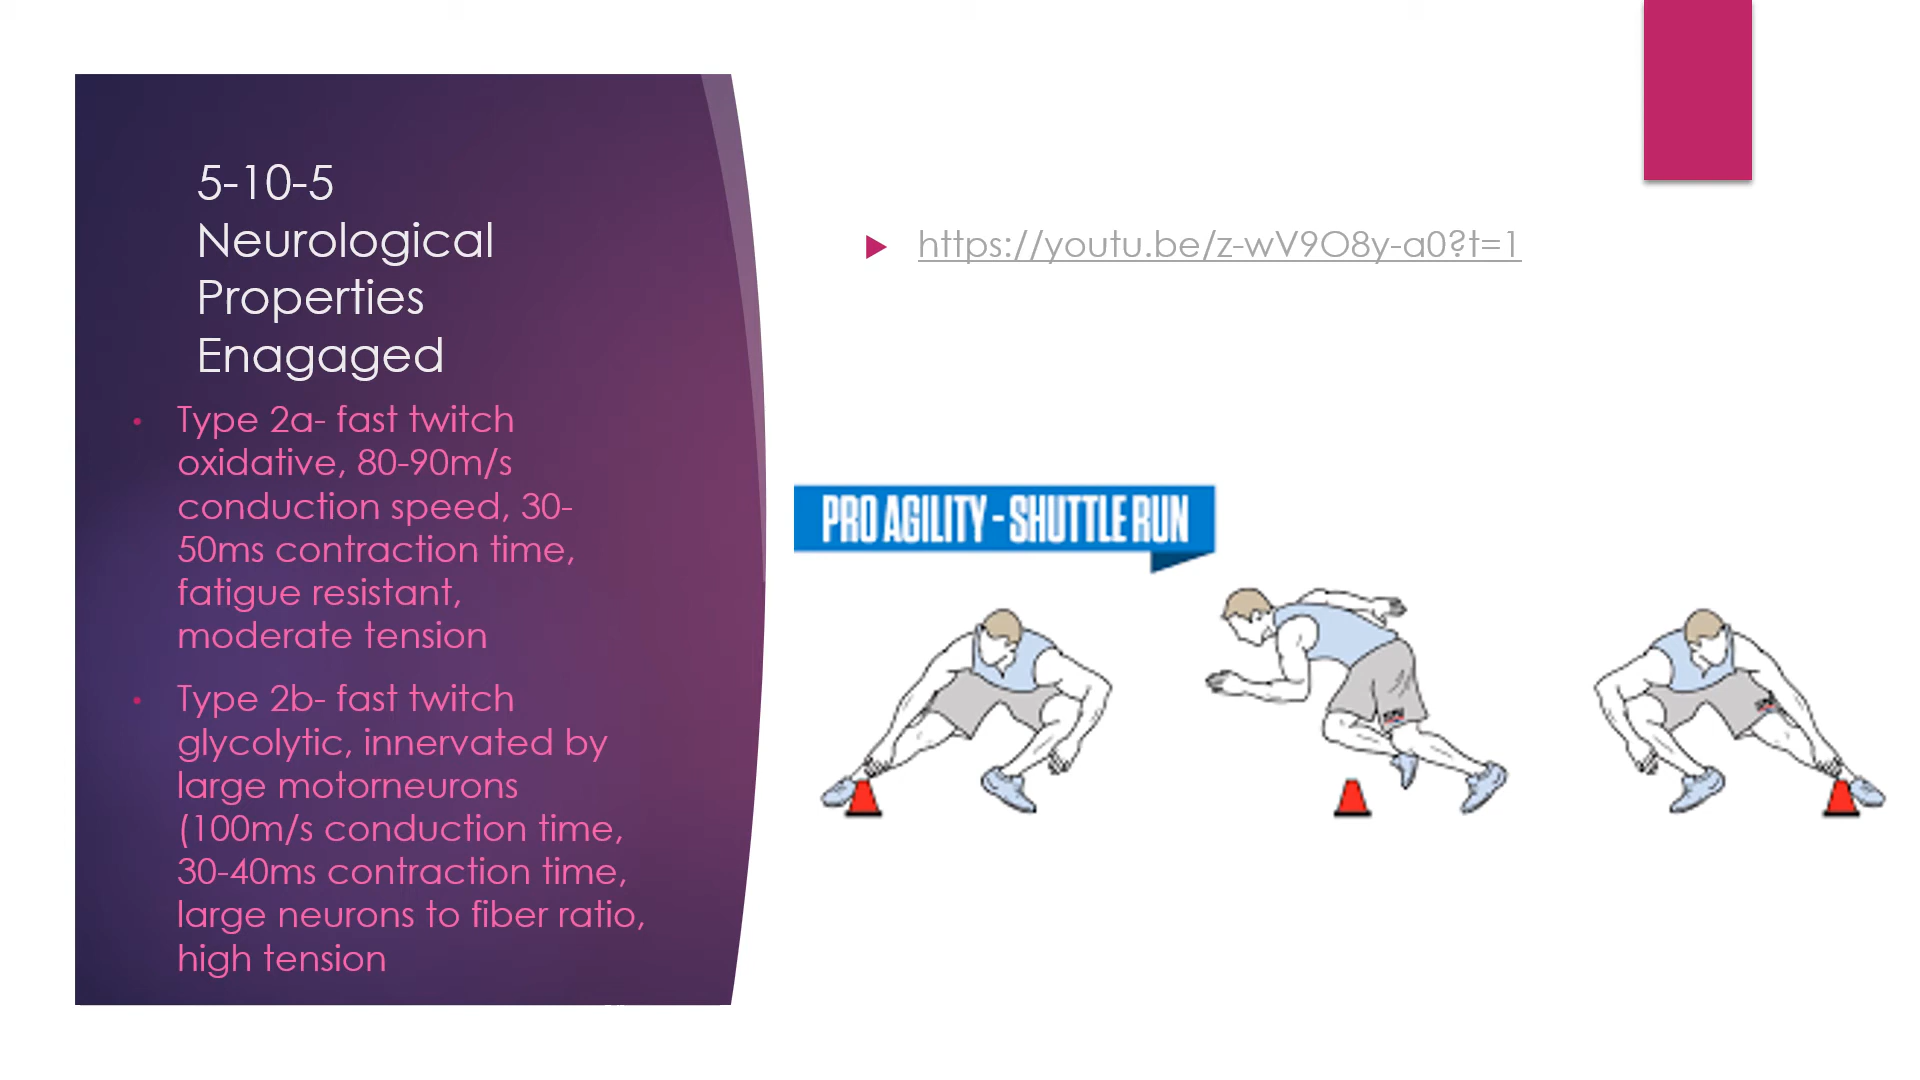 5-10-5
Neurological
Properties
Enagaged
• Type 2a- fast twitch
oxidative, 80-90m/s
conduction speed, 30-
50ms contraction time,
fatigue resistant,
moderate tension
• Type 2b- fast twitch
glycolytic, innervated by
large motorneurons
(100m/s conduction time,
30-40ms contraction time,
large neurons to fiber ratio,
high tension
https://youtu.be/z-wV9O8y-a0?t=1
PRO AGILITY - SHUTTLE RUN